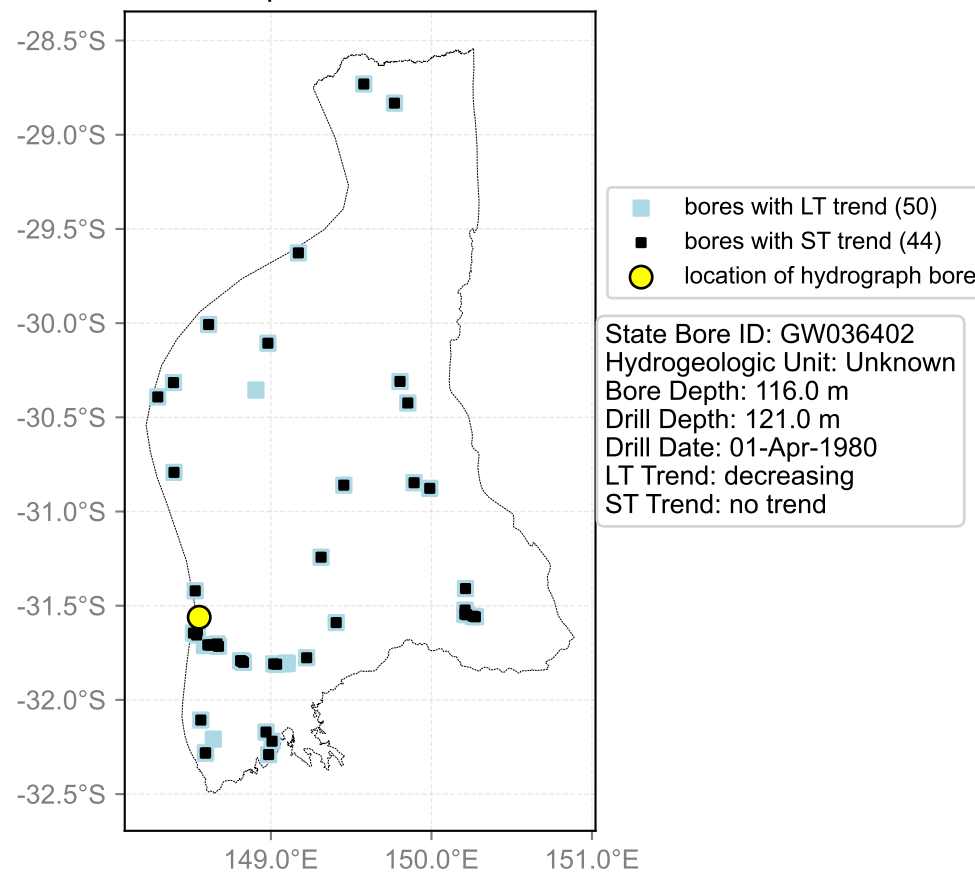 -28.5°S
-29.0°S
-29.5°S
-30.0°S
-30.5°S
-31.0°S
-31.5°S
-32.0°S
-32.5°S
149.0°E 150.0°E 151.0°E
bores with LT trend (50)
bores with ST trend (44)
location of hydrograph bore
State Bore ID: GW036402
Hydrogeologic Unit: Unknown
Bore Depth: 116.0 m
Drill Depth: 121.0 m
Drill Date: 01-Apr-1980
LT Trend: decreasing
ST Trend: no trend